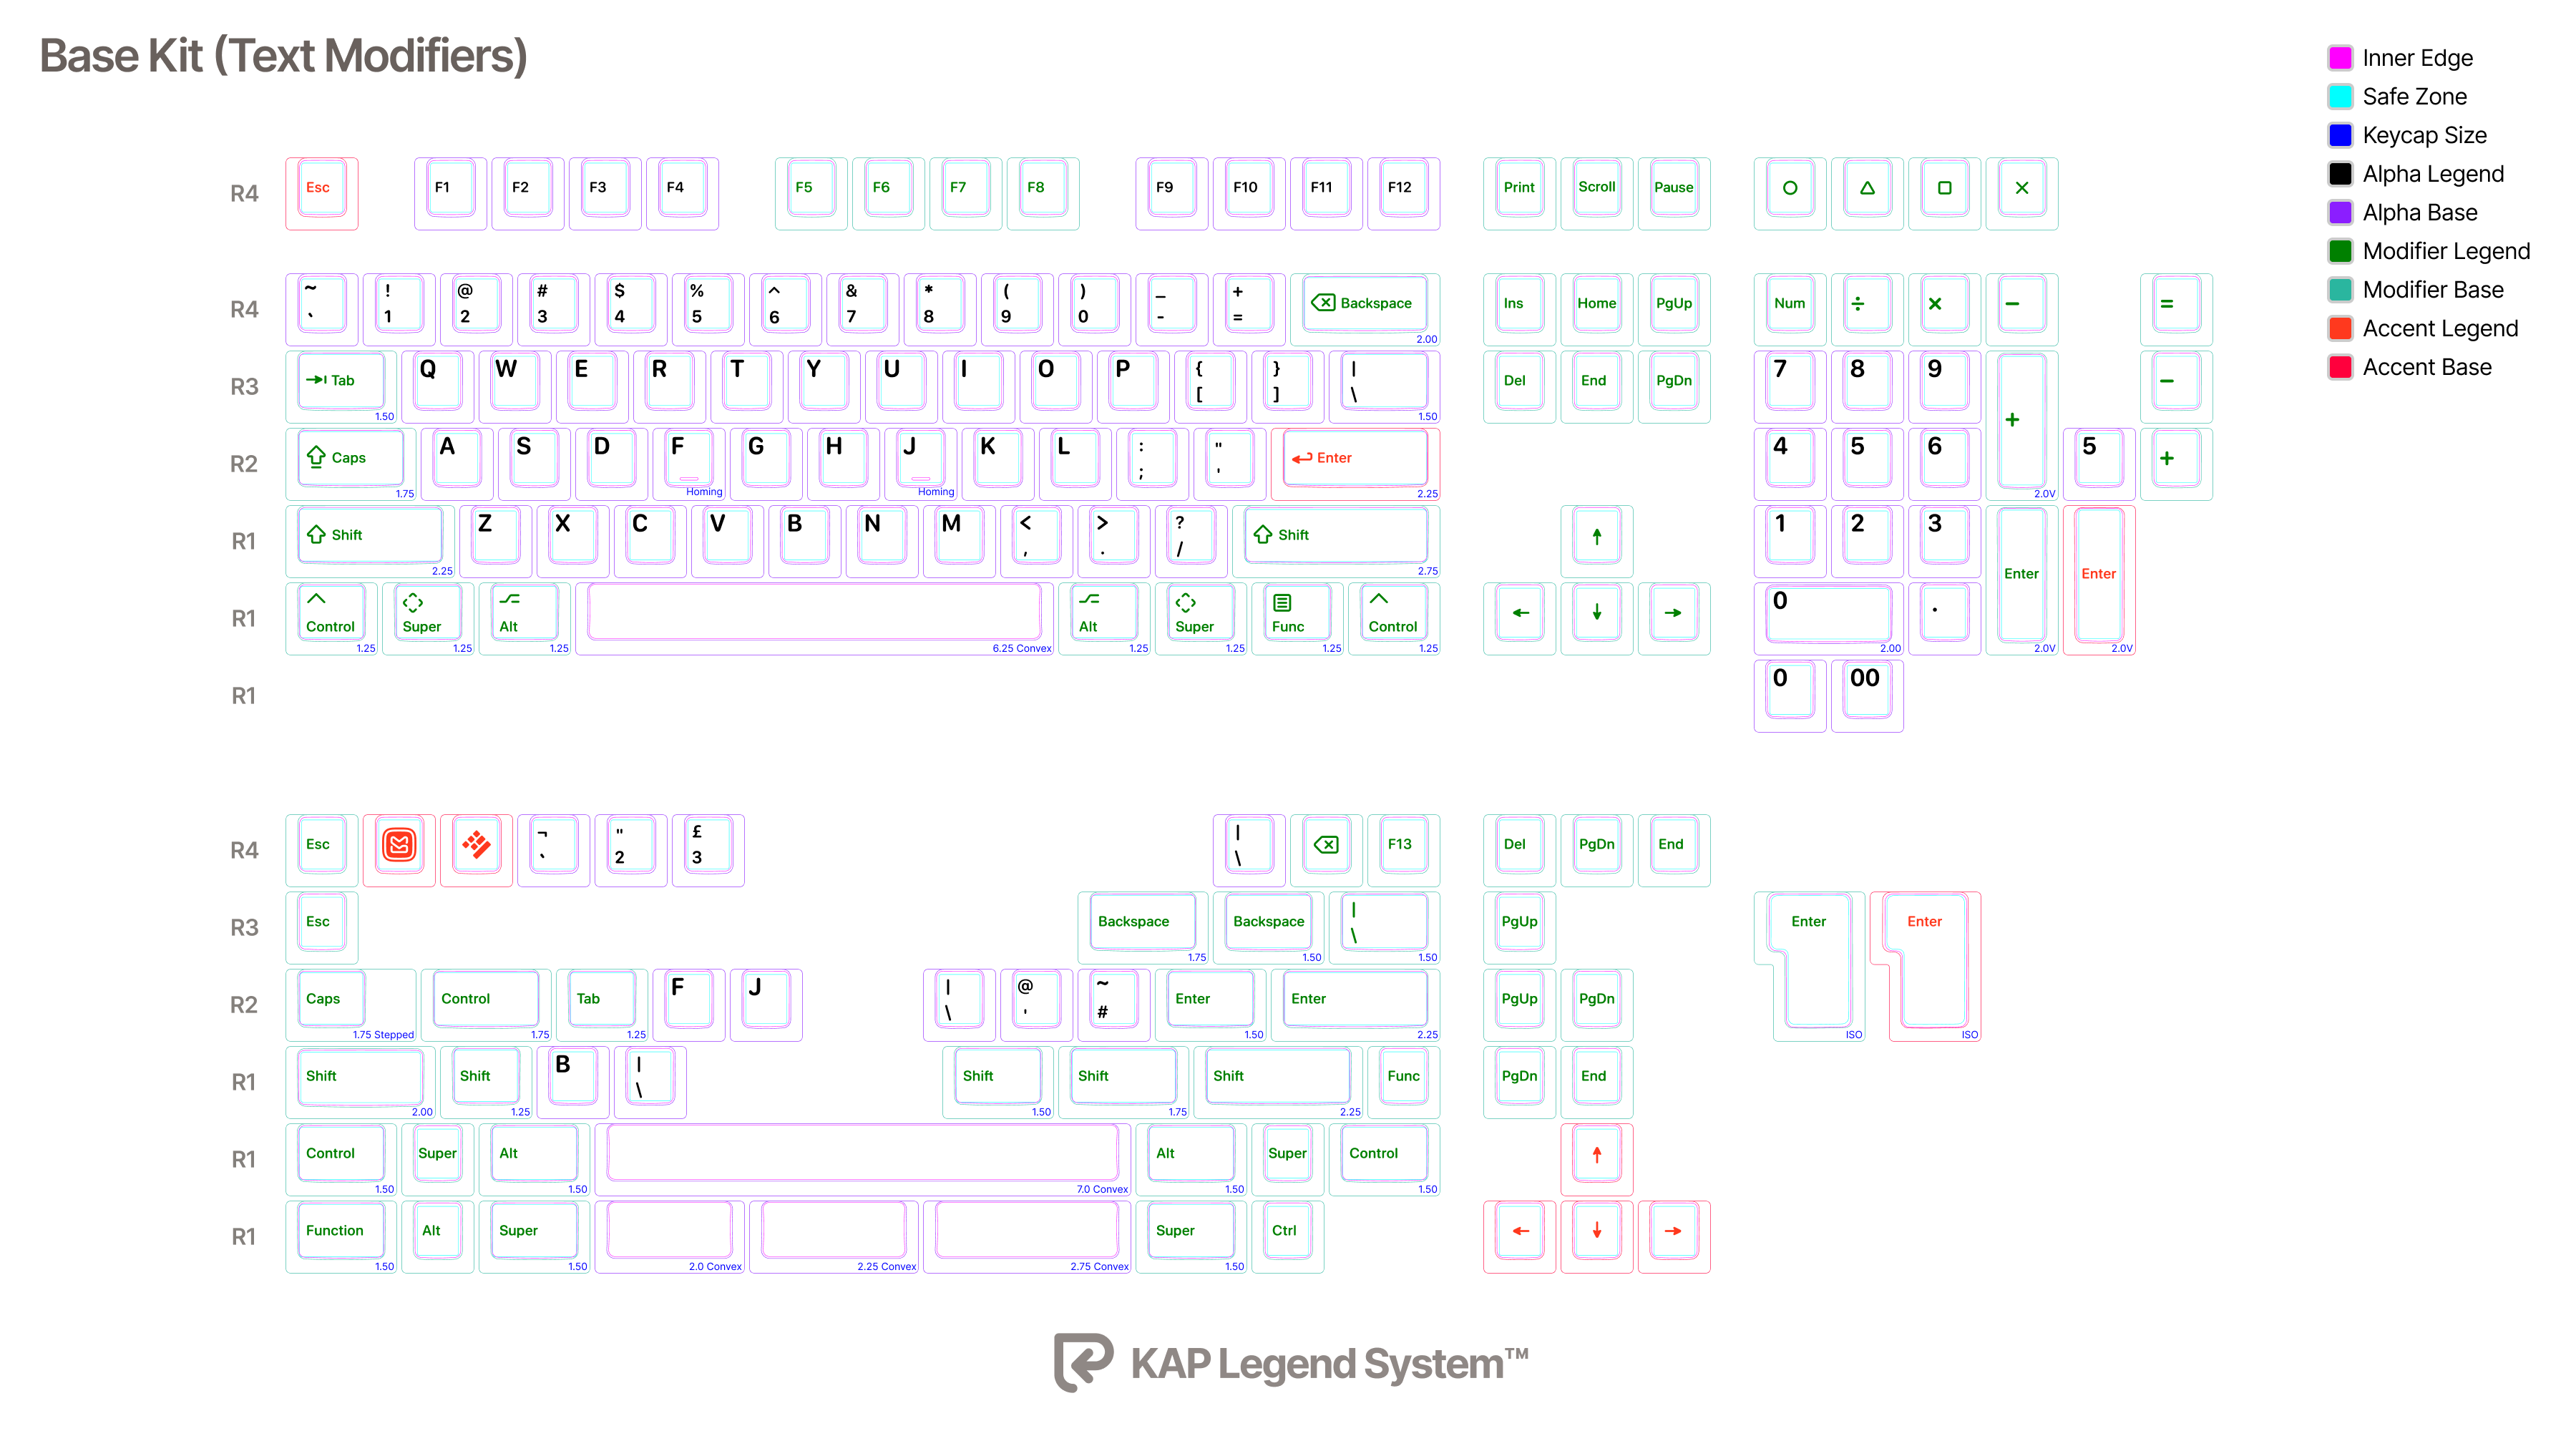 Base Kit (Text Modifiers)
Inner Edge
Safe Zone
Keycap Size
Alpha Legend
Alpha Base
Modifier Legend
Modifier Base
Accent Legend
Accent Base
R4 Esc F1 F2 F3 F4 F5 F6 F7 F8 F9 F10 F11 F12 Print Scroll Pause
~ ! @ # $ % ^ & * ( ) _ +
R4 ` 1 2 3 4 5 6 7 8 9 0 - = Backspace 2.00 Ins Home PgUp Num ÷ × − =
R3 Tab 1.50 Q W E R T Y U I O P { [ } ] | \ 1.50 Del End PgDn 7 8 9 + 2.0V −
R2 Caps 1.75 A S D F Homing G H J Homing K L : ; " ' Enter 2.25 4 5 6 5 +
R1 Shift 2.25 Z X C V B N M < , > . ? / Shift 2.75 ↑ 1 2 3 Enter 2.0V Enter 2.0V
R1 Control 1.25 Super 1.25 Alt 1.25 6.25 Convex Alt 1.25 Super 1.25 Func 1.25 Control 1.25 ← ↓ → 0 2.00 .
R1 0 00
R4 Esc ¬ ` " 2 £ 3 | \ F13 Del PgDn End
R3 Esc Backspace 1.75 Backspace 1.50 | \ 1.50 PgUp Enter ISO Enter ISO
R2 Caps 1.75 Stepped Control 1.75 Tab 1.25 F J | \ @ ' ~ # Enter 1.50 Enter 2.25 PgUp PgDn
R1 Shift 2.00 Shift 1.25 B | \ Shift 1.50 Shift 1.75 Shift 2.25 Func PgDn End
R1 Control 1.50 Super Alt 1.50 7.0 Convex Alt 1.50 Super Control 1.50 ↑
R1 Function 1.50 Alt Super 1.50 2.0 Convex 2.25 Convex 2.75 Convex Super 1.50 Ctrl ← ↓ →
KAP Legend System™